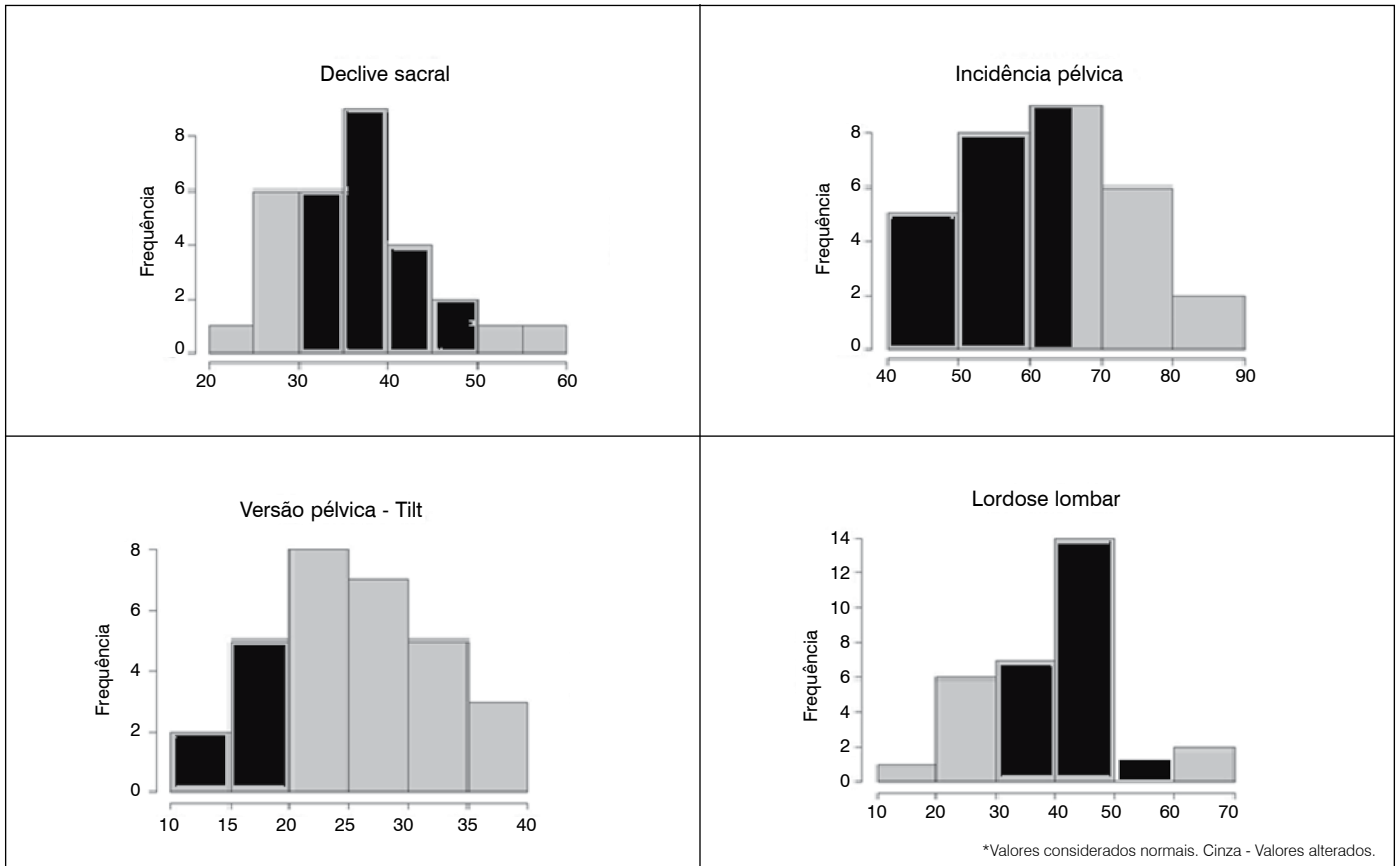 Declive sacral
Frequência
8
6
4
2
0
20 30 40 50 60
Incidência pélvica
Frequência
8
6
4
2
0
40 50 60 70 80 90
Versão pélvica - Tilt
Frequência
8
6
4
2
0
10 15 20 25 30 35 40
Lordose lombar
Frequência
14
12
10
8
6
4
2
0
10 20 30 40 50 60 70
*Valores considerados normais. Cinza - Valores alterados.